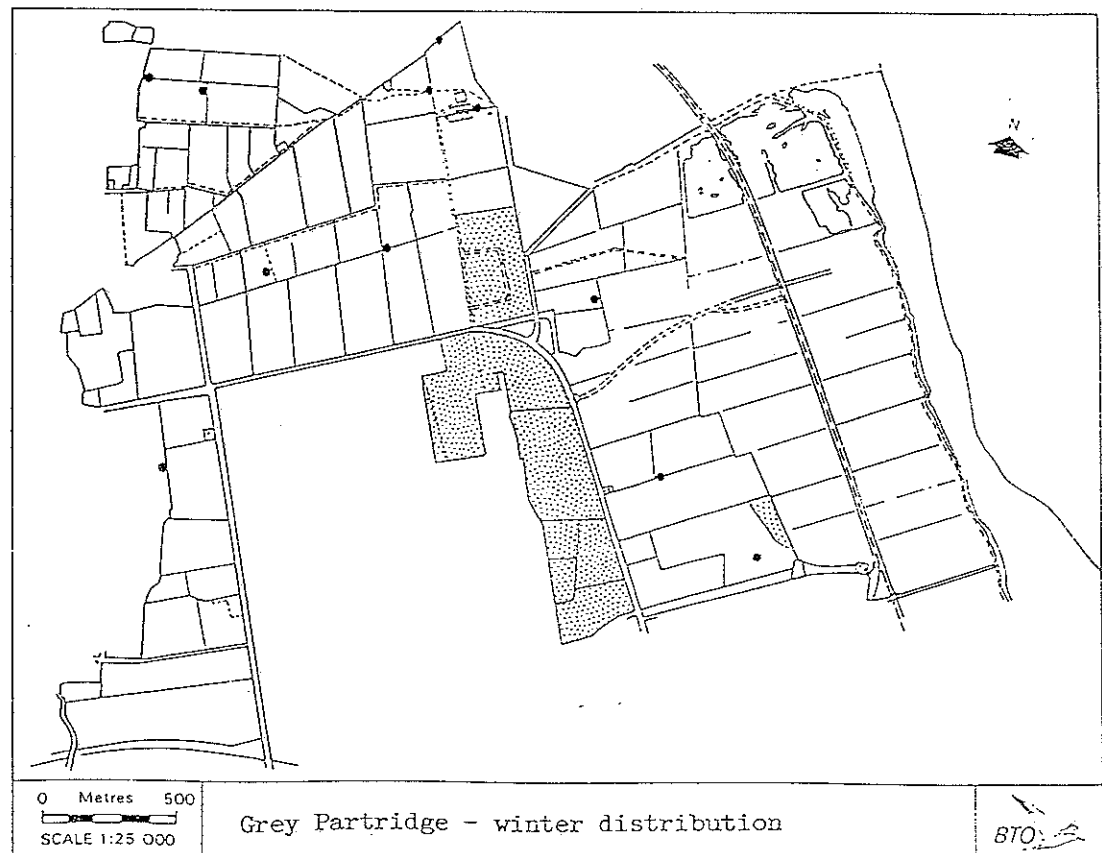 N
0 Metres 500
SCALE 1:25 000
Grey Partridge - winter distribution
BTO